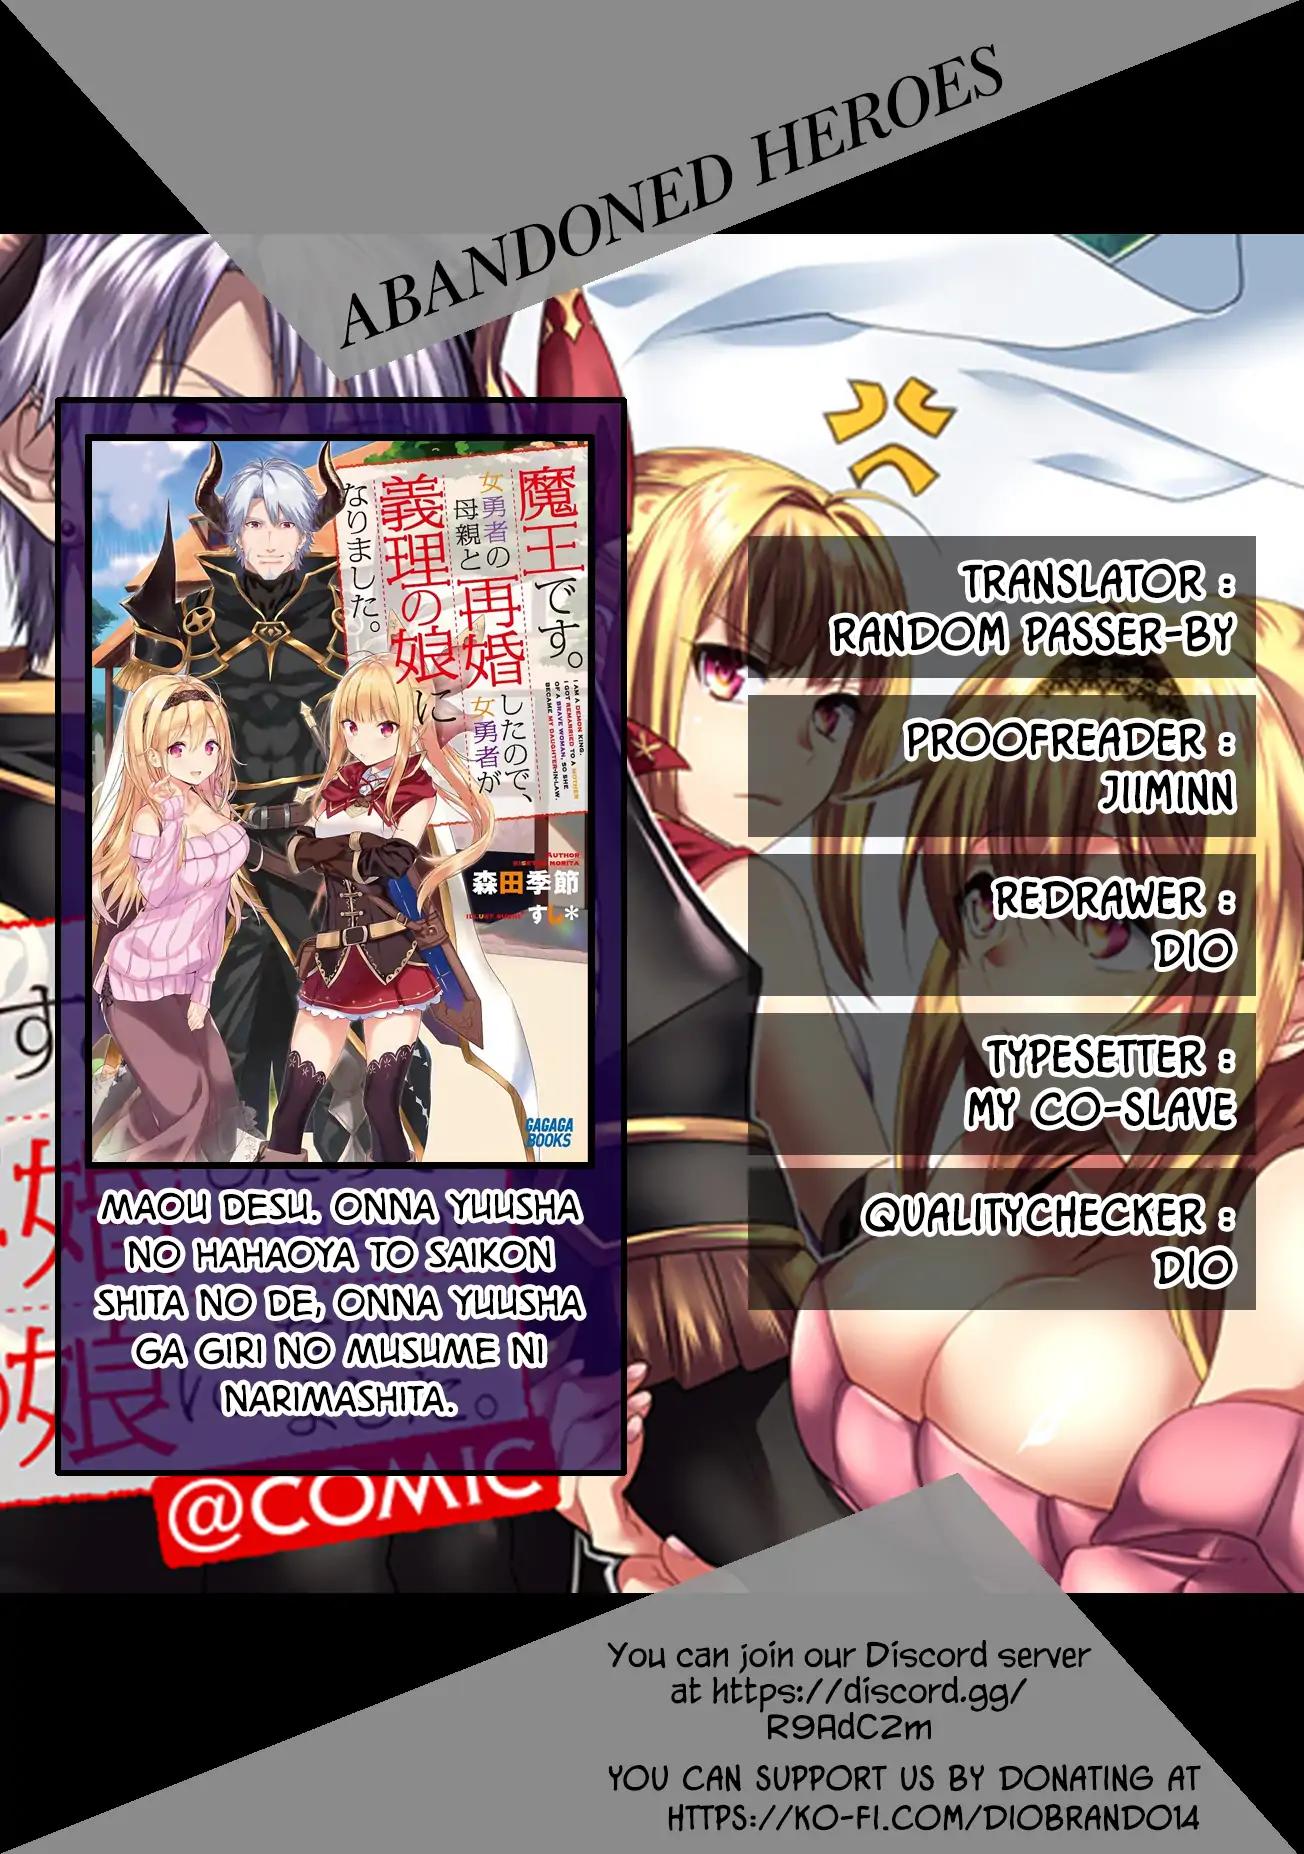 ABANDONED HEROES
魔王です。
女勇者の
母親と
再婚
したので、
女勇者が
義理の娘に
なりました。
I AM A DEMON KING.
I GOT REMARRIED TO A MOTHER
OF A BRAVE WOMAN, SO SHE
BECAME MY DAUGHTER-IN-LAW.
AUTHOR
KISETSU MORITA
森田季節
すし*
GAGAGA
BOOKS
MAOU DESU. ONNA YUUSHA
NO HAHAOYA TO SAIKON
SHITA NO DE, ONNA YUUSHA
GA GIRI NO MUSUME NI
NARIMASHITA.
@COMIC
TRANSLATOR :
RANDOM PASSER-BY
PROOFREADER :
JIIMINN
REDRAWER :
DIO
TYPESETTER :
MY CO-SLAVE
QUALITYCHECKER :
DIO
You can join our Discord server
at https://discord.gg/
R9AdC2m
YOU CAN SUPPORT US BY DONATING AT
HTTPS://KO-FI.COM/DIOBRANDO14